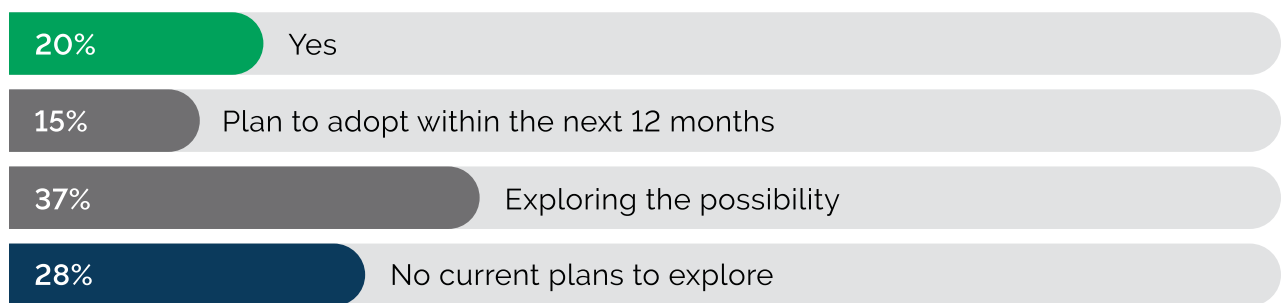 20% Yes
15% Plan to adopt within the next 12 months
37% Exploring the possibility
28% No current plans to explore